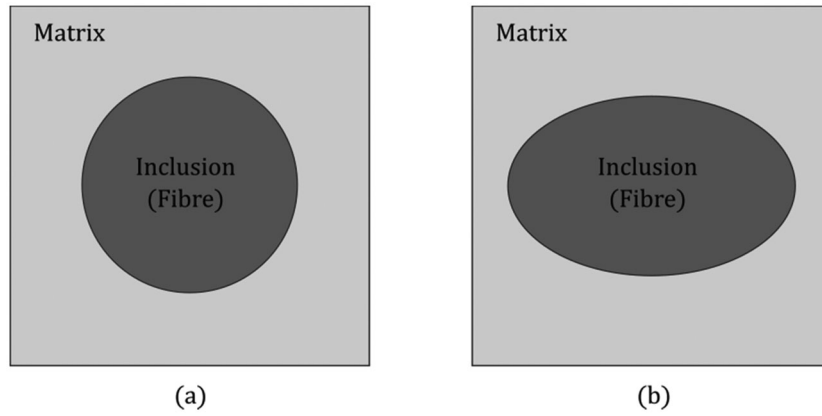 Matrix
Inclusion
(Fibre)
(a)
Matrix
Inclusion
(Fibre)
(b)